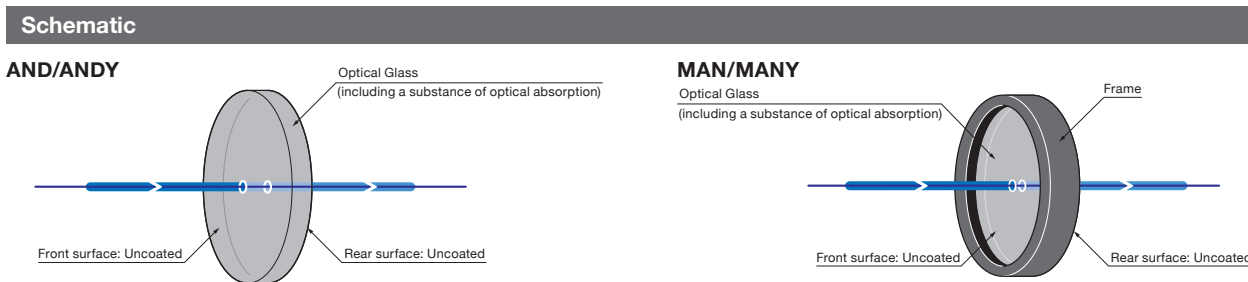 Schematic
AND/ANDY
Optical Glass
(including a substance of optical absorption)
Front surface: Uncoated
Rear surface: Uncoated
MAN/MANY
Optical Glass
(including a substance of optical absorption)
Frame
Front surface: Uncoated
Rear surface: Uncoated